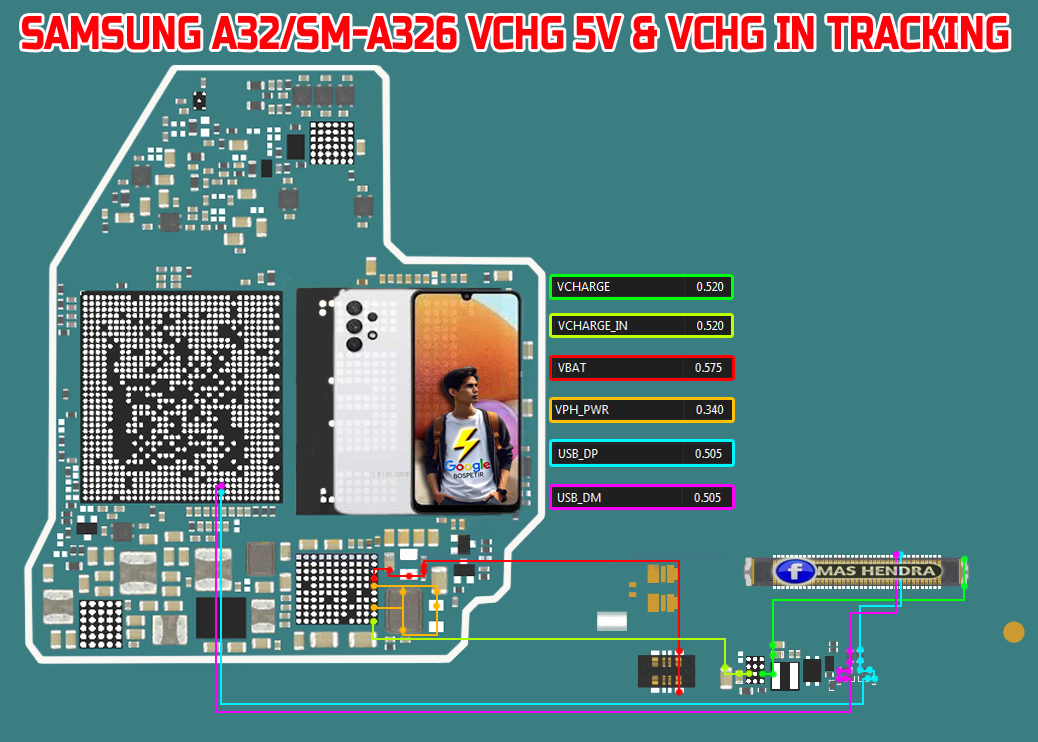 SAMSUNG A32/SM-A326 VCHG 5V & VCHG IN TRACKING
VCHARGE 0.520
VCHARGE_IN 0.520
VBAT 0.575
VPH_PWR 0.340
USB_DP 0.505
USB_DM 0.505
SAMSUNG
Google
BOSPETIR
f MAS HENDRA